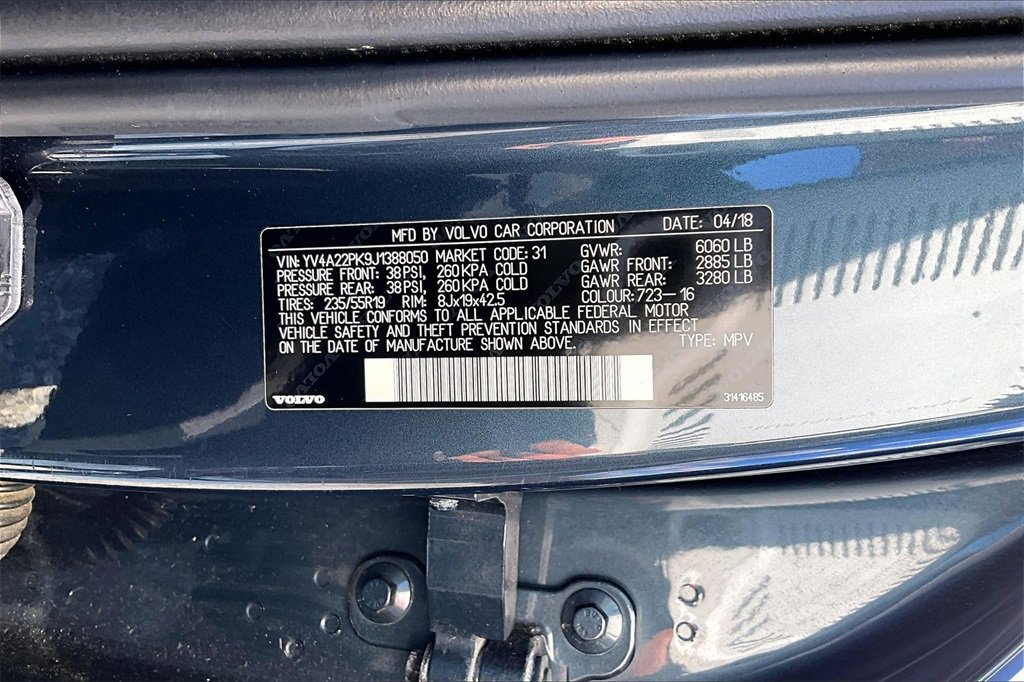 MFD BY VOLVO CAR CORPORATION DATE: 04/18
VIN: YV4A22PK9J1388050 MARKET CODE: 31 GVWR: 6060 LB
PRESSURE FRONT: 38 PSI, 260 KPA COLD GAWR FRONT: 2885 LB
PRESSURE REAR: 38 PSI, 260 KPA COLD GAWR REAR: 3280 LB
TIRES: 235/55R19 RIM: 8Jx19x42.5 COLOUR: 723-16
THIS VEHICLE CONFORMS TO ALL APPLICABLE FEDERAL MOTOR
VEHICLE SAFETY AND THEFT PREVENTION STANDARDS IN EFFECT
ON THE DATE OF MANUFACTURE SHOWN ABOVE. TYPE: MPV
VOLVO 31416485